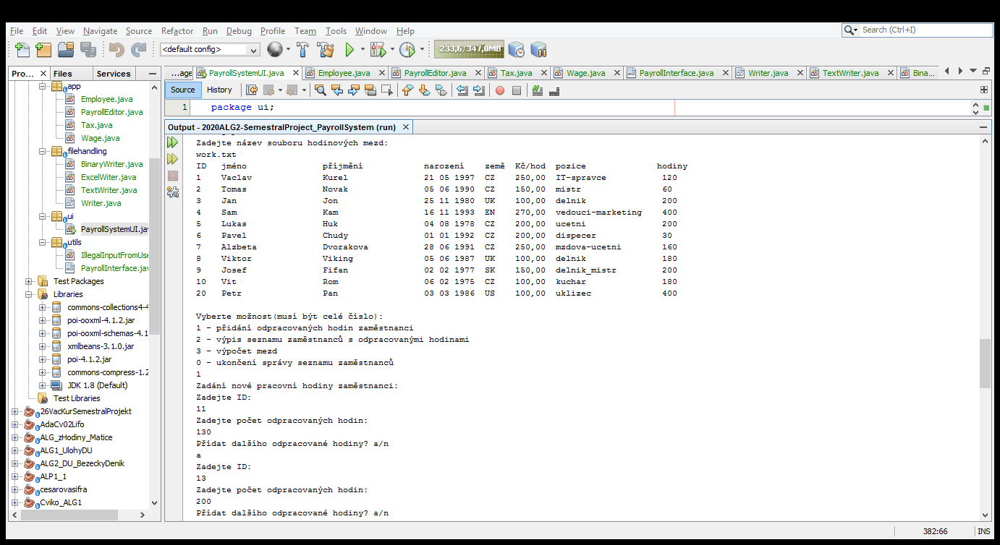 File Edit View Navigate Source Refactor Run Debug Profile Team Tools Window Help
Search (Ctrl+I)
<default config>
233,6/347,0MB
Pro... Files Services
app
Employee.java
PayrollEditor.java
Tax.java
Wage.java
filehandling
BinaryWriter.java
ExcelWiter.java
TextWriter.java
Writer.java
ui
PayrollSystemUI.jav
utils
IllegalInputFromUse
PayrollInterface.jav
Test Packages
Libraries
commons-collections4-4
poi-ooxml-4.1.2.jar
poi-ooxml-schemas-4.1
xmlbeans-3.1.0.jar
poi-4.1.2.jar
commons-compress-1.2
JDK 1.8 (Default)
Test Libraries
26VacKurSemestralProjekt
AdaCv02Lifo
ALG_zHodiny_Matice
ALG1_UlohyDU
ALG2_DU_BezeckyDenik
ALP1_1
cesarovasifra
Cviko_ALG1
...age PayrollSystemUI.java Employee.java PayrollEditor.java Tax.java Wage.java PayrollInterface.java Writer.java TextWriter.java Bina...
Source History
1 package ui;
Output - 2020ALG2-SemestralProject_PayrollSystem (run)
Zadejte název souboru hodinových mezd:
work.txt
ID jméno příjmění narození země Kč/hod pozice hodiny
1 Vaclav Kurel 21 05 1997 CZ 250,00 IT-spravce 120
2 Tomas Novak 05 06 1990 CZ 150,00 mistr 60
3 Jan Jon 25 11 1980 UK 100,00 delnik 200
4 Sam Kam 16 11 1993 EN 270,00 vedouci-marketing 400
5 Lukas Huk 04 08 1978 CZ 200,00 ucetni 200
6 Pavel Chudy 01 01 1992 CZ 200,00 dispecer 30
7 Alzbeta Dvorakova 28 06 1991 CZ 250,00 mzdova-ucetni 160
8 Viktor Viking 05 06 1987 UK 100,00 delnik 180
9 Josef Fifan 02 02 1977 SK 150,00 delnik_mistr 200
10 Vit Rom 06 02 1975 CZ 100,00 kuchar 180
20 Petr Pan 03 03 1986 US 100,00 uklizec 400
Vyberte možnost(musí být celé číslo):
1 - přidání odpracovaných hodin zaměstnanci
2 - výpis seznamu zaměstnanců s odpracovanými hodinami
3 - výpočet mezd
0 - ukončení správy seznamu zaměstnanců
1
Zadání nové pracovní hodiny zaměstnanci:
Zadejte ID:
11
Zadejte počet odpracovaných hodin:
130
Přidat dalšího odpracované hodiny? a/n
a
Zadejte ID:
13
Zadejte počet odpracovaných hodin:
200
Přidat dalšího odpracované hodiny? a/n
382:66 INS